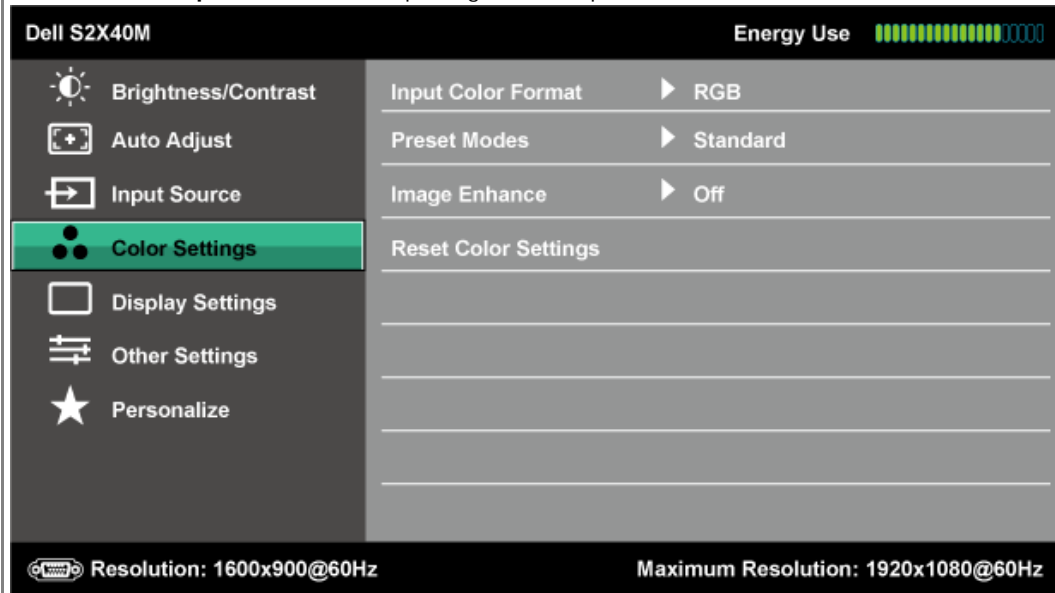 Dell S2X40M Energy Use
Brightness/Contrast Input Color Format RGB
Auto Adjust Preset Modes Standard
Input Source Image Enhance Off
Color Settings Reset Color Settings
Display Settings
Other Settings
Personalize
Resolution: 1600x900@60Hz Maximum Resolution: 1920x1080@60Hz